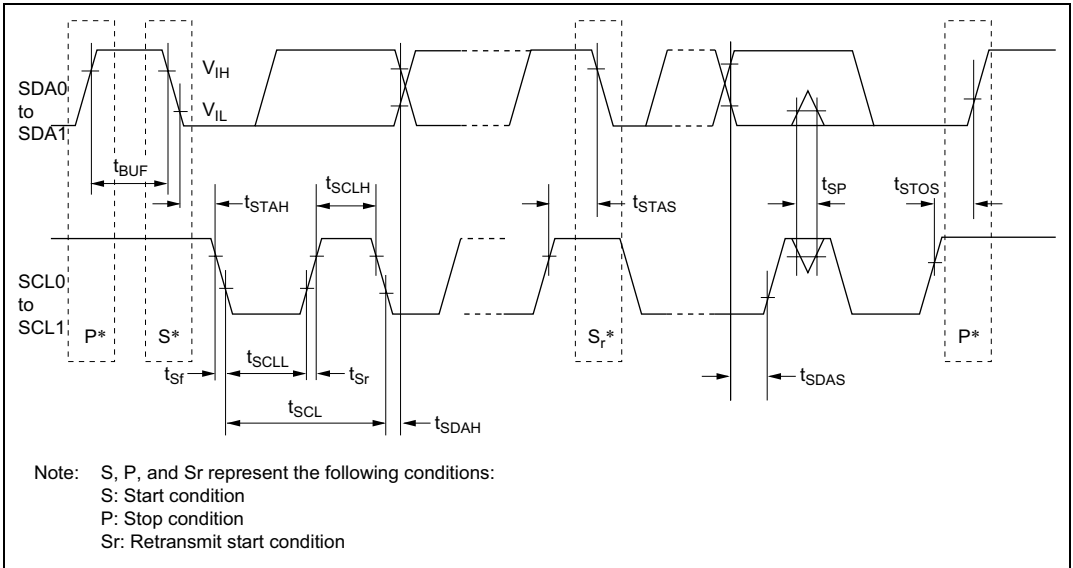 SDA0
to
SDA1
V_IH
V_IL
t_BUF
t_STAH
t_SCLH
t_STAS
t_SP
t_STOS
SCL0
to
SCL1
P*
S*
S_r*
P*
t_Sf
t_SCLL
t_Sr
t_SCL
t_SDAH
t_SDAS
Note: S, P, and Sr represent the following conditions:
S: Start condition
P: Stop condition
Sr: Retransmit start condition